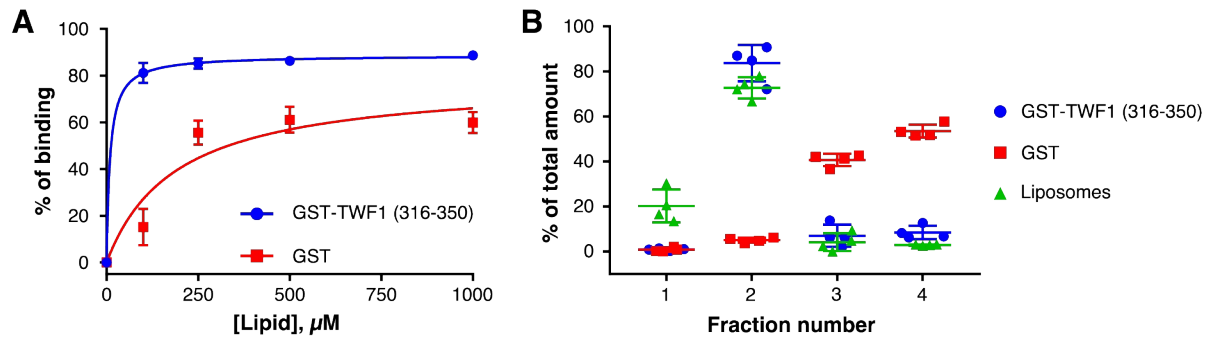 A
% of binding
100
80
60
40
20
0
0
250
500
750
1000
[Lipid], µM
GST-TWF1 (316-350)
GST
B
% of total amount
100
80
60
40
20
0
1
2
3
4
Fraction number
GST-TWF1 (316-350)
GST
Liposomes